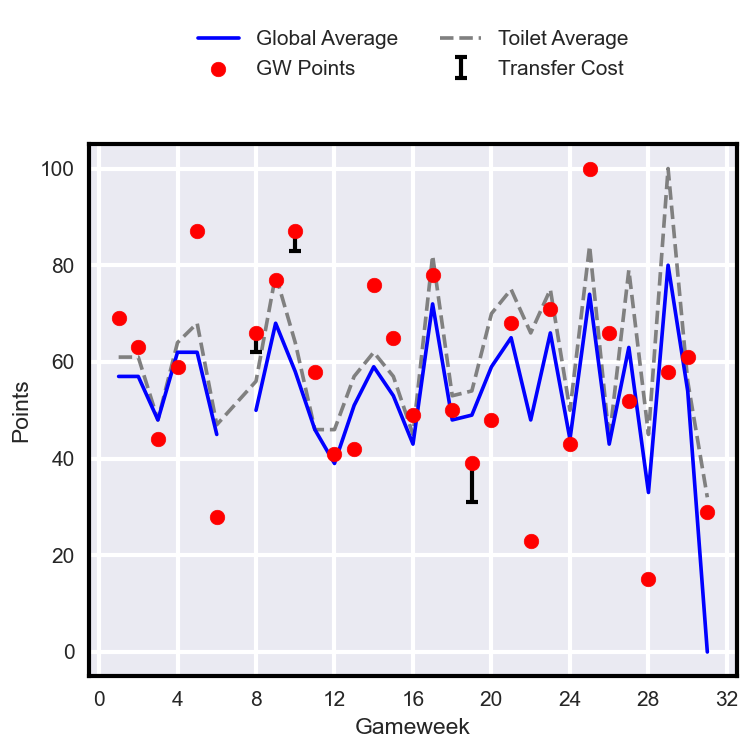 Global Average
Toilet Average
GW Points
Transfer Cost
100
80
60
40
20
0
Points
0 4 8 12 16 20 24 28 32
Gameweek